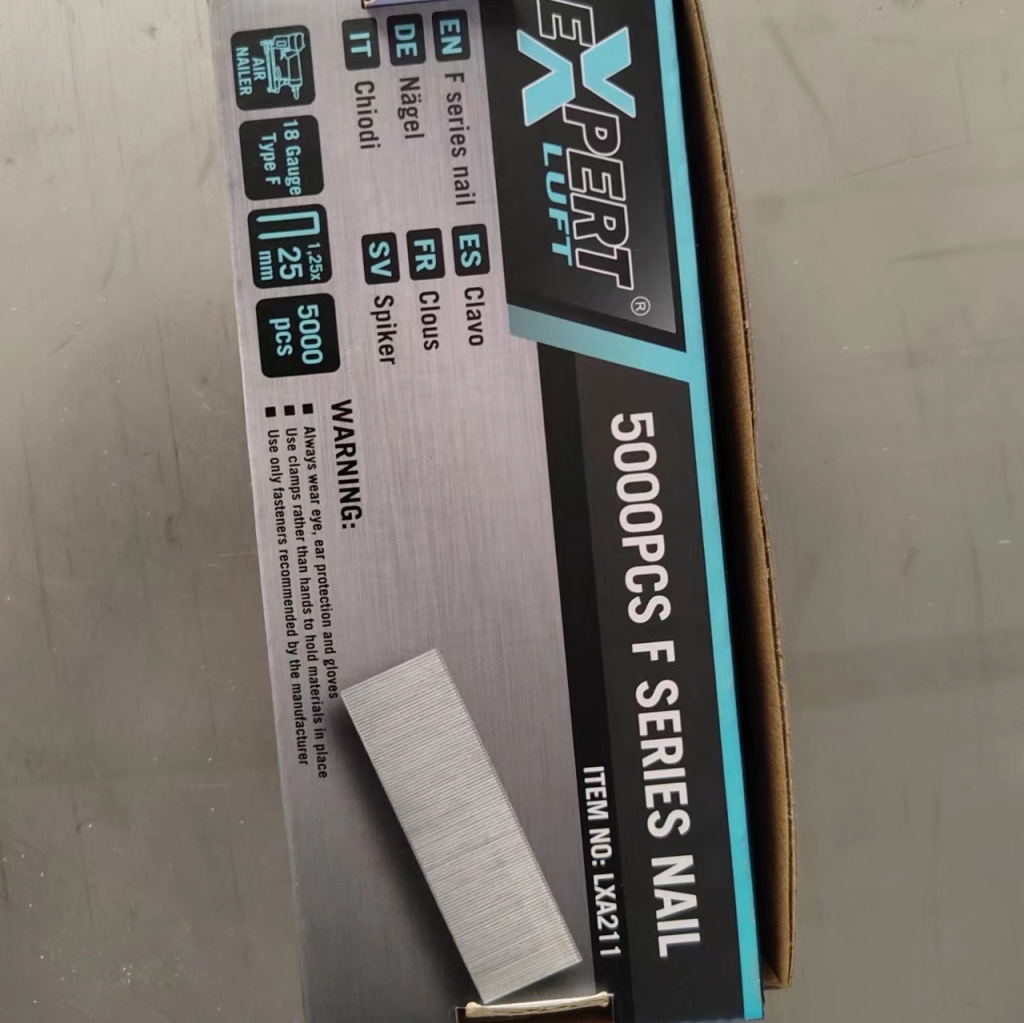 EXPERT
LUFT
®
5000PCS F SERIES NAIL
ITEM NO: LXA211
EN F series nail
DE Nägel
IT Chiodi
ES Clavo
FR Clous
SV Spiker
AIR
NAILER
18 Gauge
Type F
1,25x
25
mm
5000
pcs
WARNING:
■ Always wear eye, ear protection and gloves
■ Use clamps rather than hands to hold materials in place
■ Use only fasteners recommended by the manufacturer